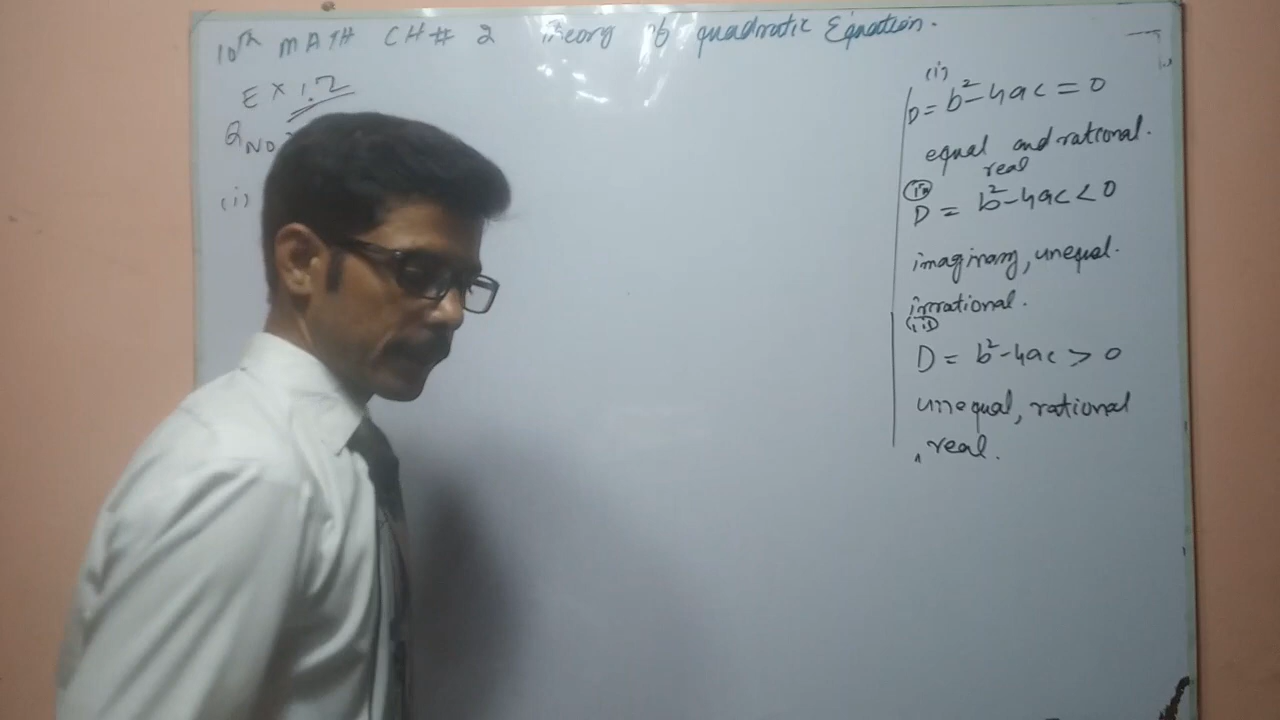 10th MATH CH# 2 Theory of quadratic Equation.
Ex 1.2
Q NO
(i)
(i)
D = b²-4ac = 0
equal and rational.
real
(ii)
D = b²-4ac < 0
imaginary, unequal.
irrational.
(iii)
D = b²-4ac > 0
unequal, rational
, real.